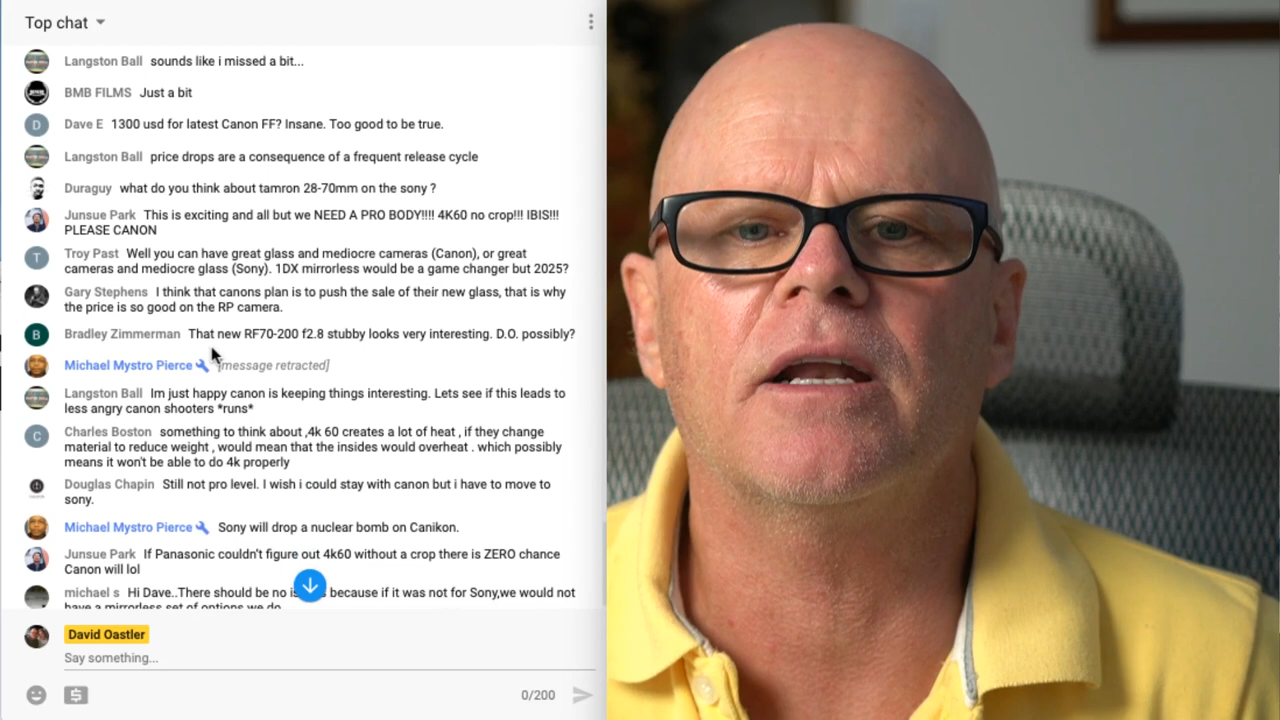 Top chat
Langston Ball sounds like i missed a bit...
BMB FILMS Just a bit
D Dave E 1300 usd for latest Canon FF? Insane. Too good to be true.
Langston Ball price drops are a consequence of a frequent release cycle
Duraguy what do you think about tamron 28-70mm on the sony ?
Junsue Park This is exciting and all but we NEED A PRO BODY!!!! 4K60 no crop!!! IBIS!!!
PLEASE CANON
T Troy Past Well you can have great glass and mediocre cameras (Canon), or great
cameras and mediocre glass (Sony). 1DX mirrorless would be a game changer but 2025?
Gary Stephens I think that canons plan is to push the sale of their new glass, that is why
the price is so good on the RP camera.
B Bradley Zimmerman That new RF70-200 f2.8 stubby looks very interesting. D.O. possibly?
Michael Mystro Pierce [message retracted]
Langston Ball Im just happy canon is keeping things interesting. Lets see if this leads to
less angry canon shooters *runs*
C Charles Boston something to think about ,4k 60 creates a lot of heat , if they change
material to reduce weight , would mean that the insides would overheat . which possibly
means it won't be able to do 4k properly
Douglas Chapin Still not pro level. I wish i could stay with canon but i have to move to
sony.
Michael Mystro Pierce Sony will drop a nuclear bomb on Canikon.
Junsue Park If Panasonic couldn't figure out 4k60 without a crop there is ZERO chance
Canon will lol
michael s Hi Dave..There should be no because if it was not for Sony,we would not
have a mirrorless set of options we do
David Oastler
Say something...
0/200